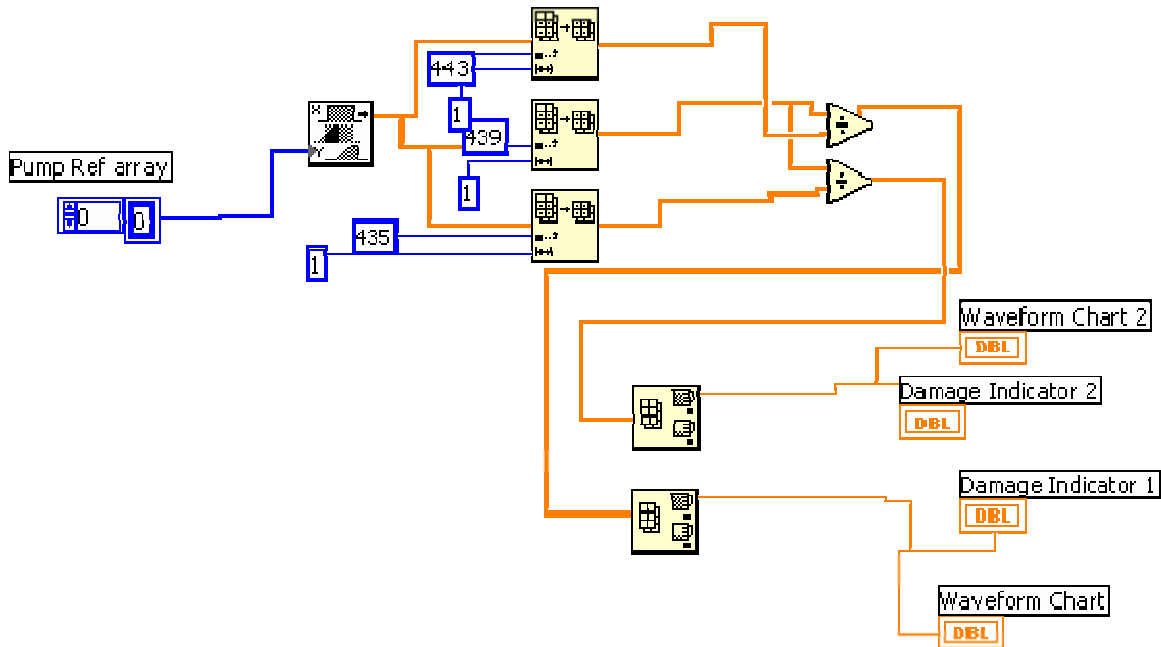 443
X
1
439
Pump Ref array
Y
0 0
1
435
1
Waveform Chart 2
DBL
Damage Indicator 2
DBL
Damage Indicator 1
DBL
Waveform Chart
DBL